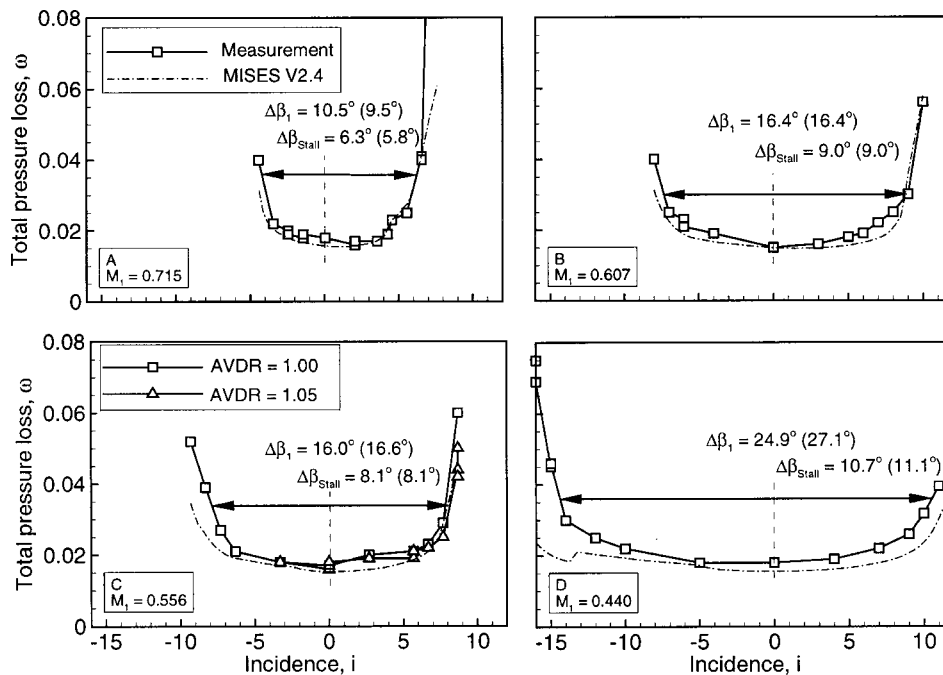 0.08
0.06
0.04
0.02
0
Total pressure loss, ω
Measurement
MISES V2.4
Δβ₁ = 10.5° (9.5°)
Δβ_Stall = 6.3° (5.8°)
A
M₁ = 0.715
-15 -10 -5 0 5 10
Δβ₁ = 16.4° (16.4°)
Δβ_Stall = 9.0° (9.0°)
B
M₁ = 0.607
0.08
0.06
0.04
0.02
0
Total pressure loss, ω
AVDR = 1.00
AVDR = 1.05
Δβ₁ = 16.0° (16.6°)
Δβ_Stall = 8.1° (8.1°)
C
M₁ = 0.556
Incidence, i
Δβ₁ = 24.9° (27.1°)
Δβ_Stall = 10.7° (11.1°)
D
M₁ = 0.440
-15 -10 -5 0 5 10
Incidence, i